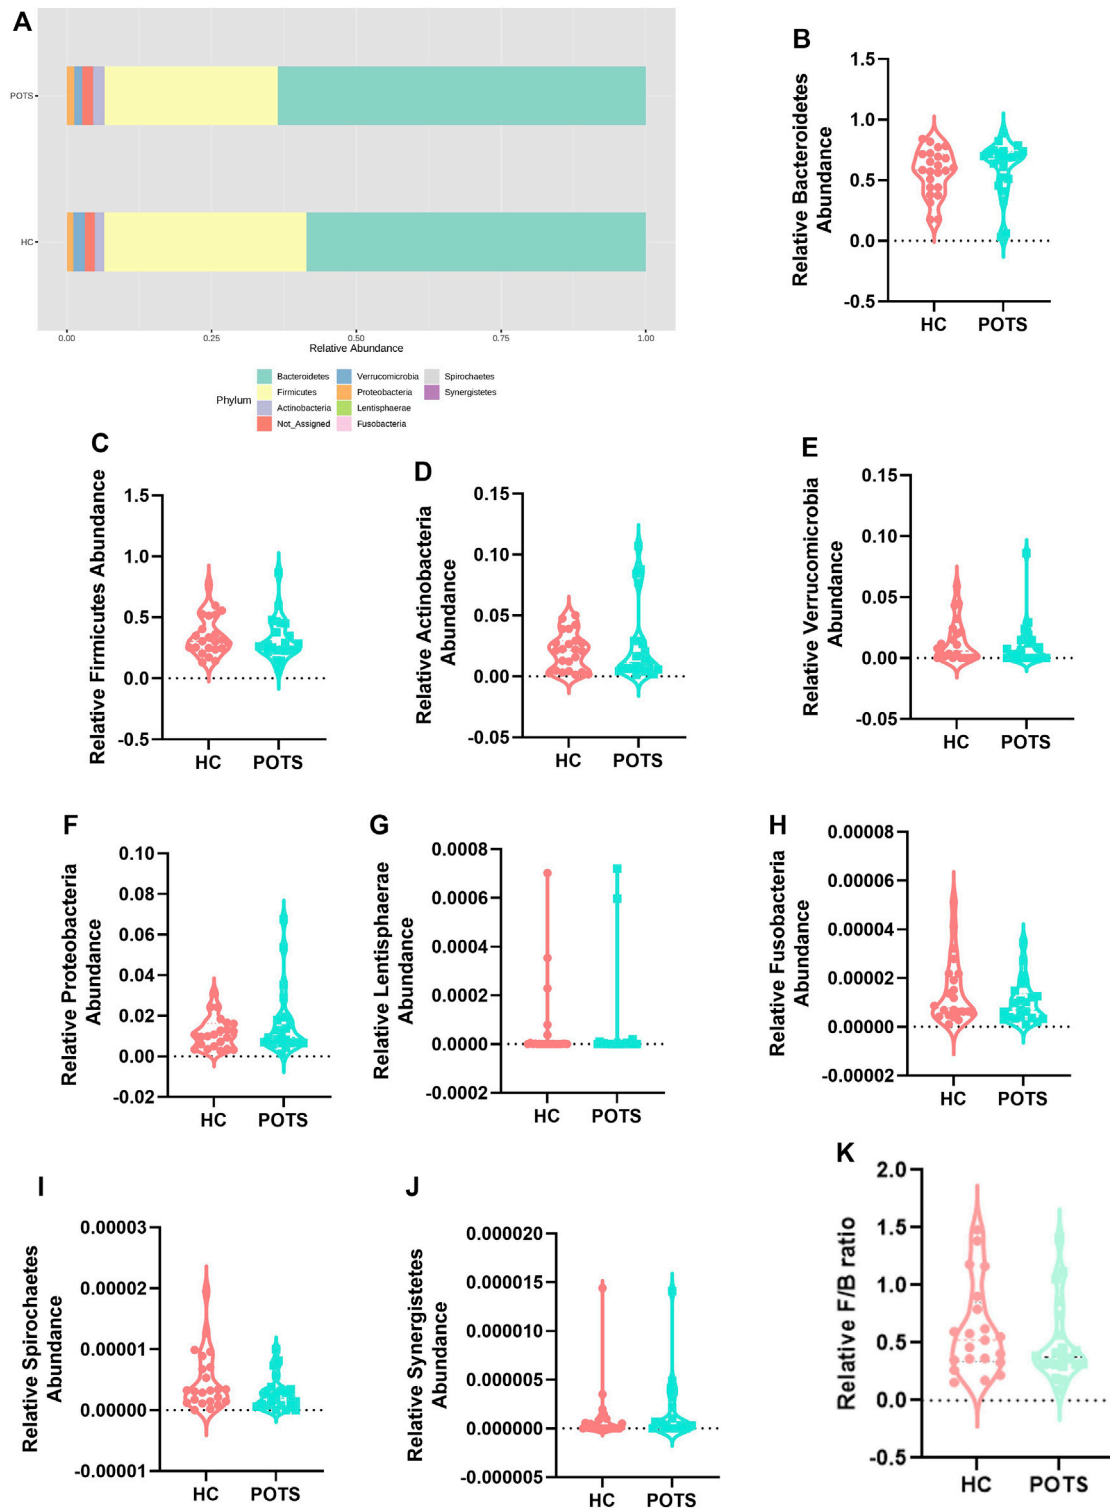 A
POTS
HC
0.00 0.25 0.50 0.75 1.00
Relative Abundance
Phylum
Bacteroidetes Verrucomicrobia Spirochaetes
Firmicutes Proteobacteria Synergistetes
Actinobacteria Lentisphaerae
Not_Assigned Fusobacteria
B
Relative Bacteroidetes
Abundance
1.5
1.0
0.5
0.0
-0.5
HC POTS
C
Relative Firmicutes Abundance
1.5
1.0
0.5
0.0
-0.5
HC POTS
D
Relative Actinobacteria
Abundance
0.15
0.10
0.05
0.00
-0.05
HC POTS
E
Relative Verrucomicrobia
Abundance
0.15
0.10
0.05
0.00
-0.05
HC POTS
F
Relative Proteobacteria
Abundance
0.10
0.08
0.06
0.04
0.02
0.00
-0.02
HC POTS
G
Relative Lentisphaerae
Abundance
0.0008
0.0006
0.0004
0.0002
0.0000
-0.0002
HC POTS
H
Relative Fusobacteria
Abundance
0.00008
0.00006
0.00004
0.00002
0.00000
-0.00002
HC POTS
I
Relative Spirochaetes
Abundance
0.00003
0.00002
0.00001
0.00000
-0.00001
HC POTS
J
Relative Synergistetes
Abundance
0.000020
0.000015
0.000010
0.000005
0.000000
-0.000005
HC POTS
K
Relative F/B ratio
2.0
1.5
1.0
0.5
0.0
-0.5
HC POTS